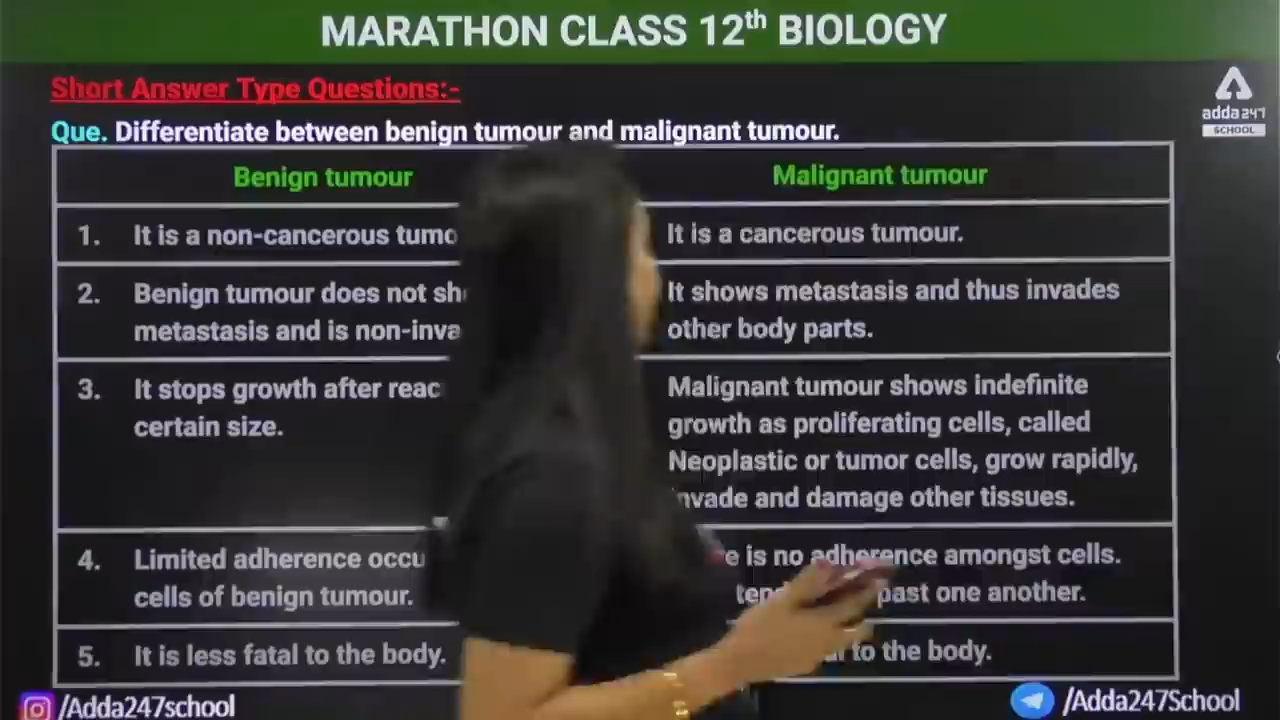 MARATHON CLASS 12th BIOLOGY
Short Answer Type Questions:-
adda247
SCHOOL
Que. Differentiate between benign tumour and malignant tumour.
Benign tumour Malignant tumour
1. It is a non-cancerous It is a cancerous tumour.
2. Benign tumour does not
metastasis and is
It shows metastasis and thus invades
other body parts.
3. It stops growth after
certain size.
Malignant tumour shows indefinite
growth as proliferating cells, called
Neoplastic or tumor cells, grow rapidly,
and damage other tissues.
4. Limited adherence
cells of benign tumour.
is no adherence amongst cells.
past one another.
5. It is less fatal to the body. to the body.
/Adda247school /Adda247School